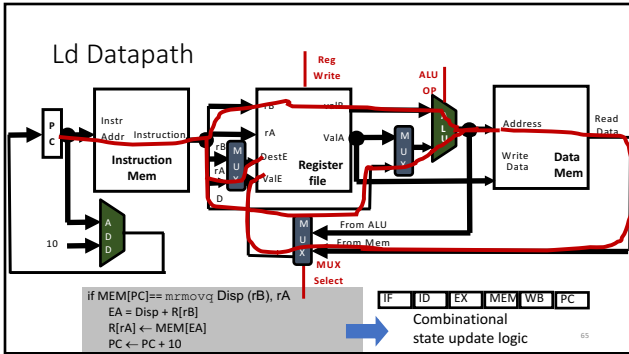 Ld Datapath
Reg
Write
ALU
OP
P
C
Instr
Addr
Instruction
Instruction
Mem
rB
rA
rB
rA
D
M
U
X
DestE
ValE
valB
ValA
Register
file
M
U
X
A
L
U
Address
Write
Data
Data
Mem
Read
Data
10
A
D
D
M
U
X
From ALU
From Mem
MUX
Select
if MEM[PC]== mrmovq Disp (rB), rA
EA = Disp + R[rB]
R[rA] ← MEM[EA]
PC ← PC + 10
IF ID EX MEM WB PC
Combinational
state update logic
65